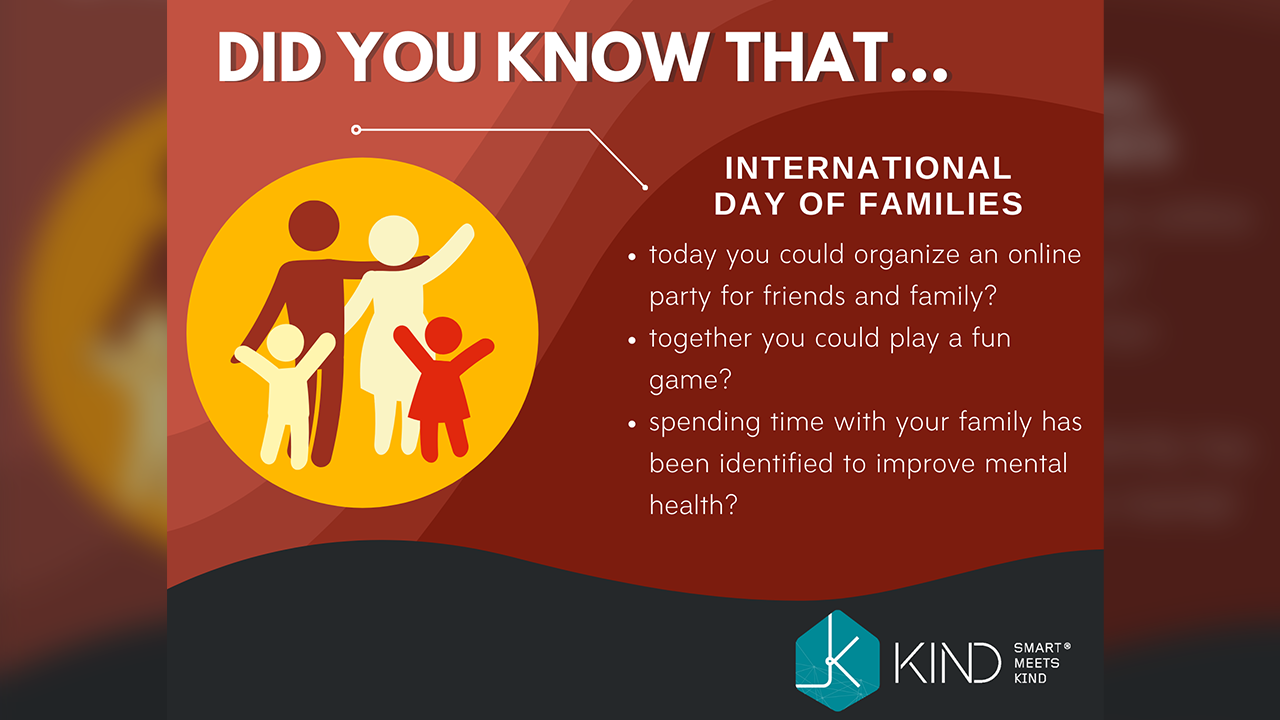 DID YOU KNOW THAT...
INTERNATIONAL
DAY OF FAMILIES
• today you could organize an online
party for friends and family?
• together you could play a fun
game?
• spending time with your family has
been identified to improve mental
health?
K KIND SMART®
MEETS
KIND